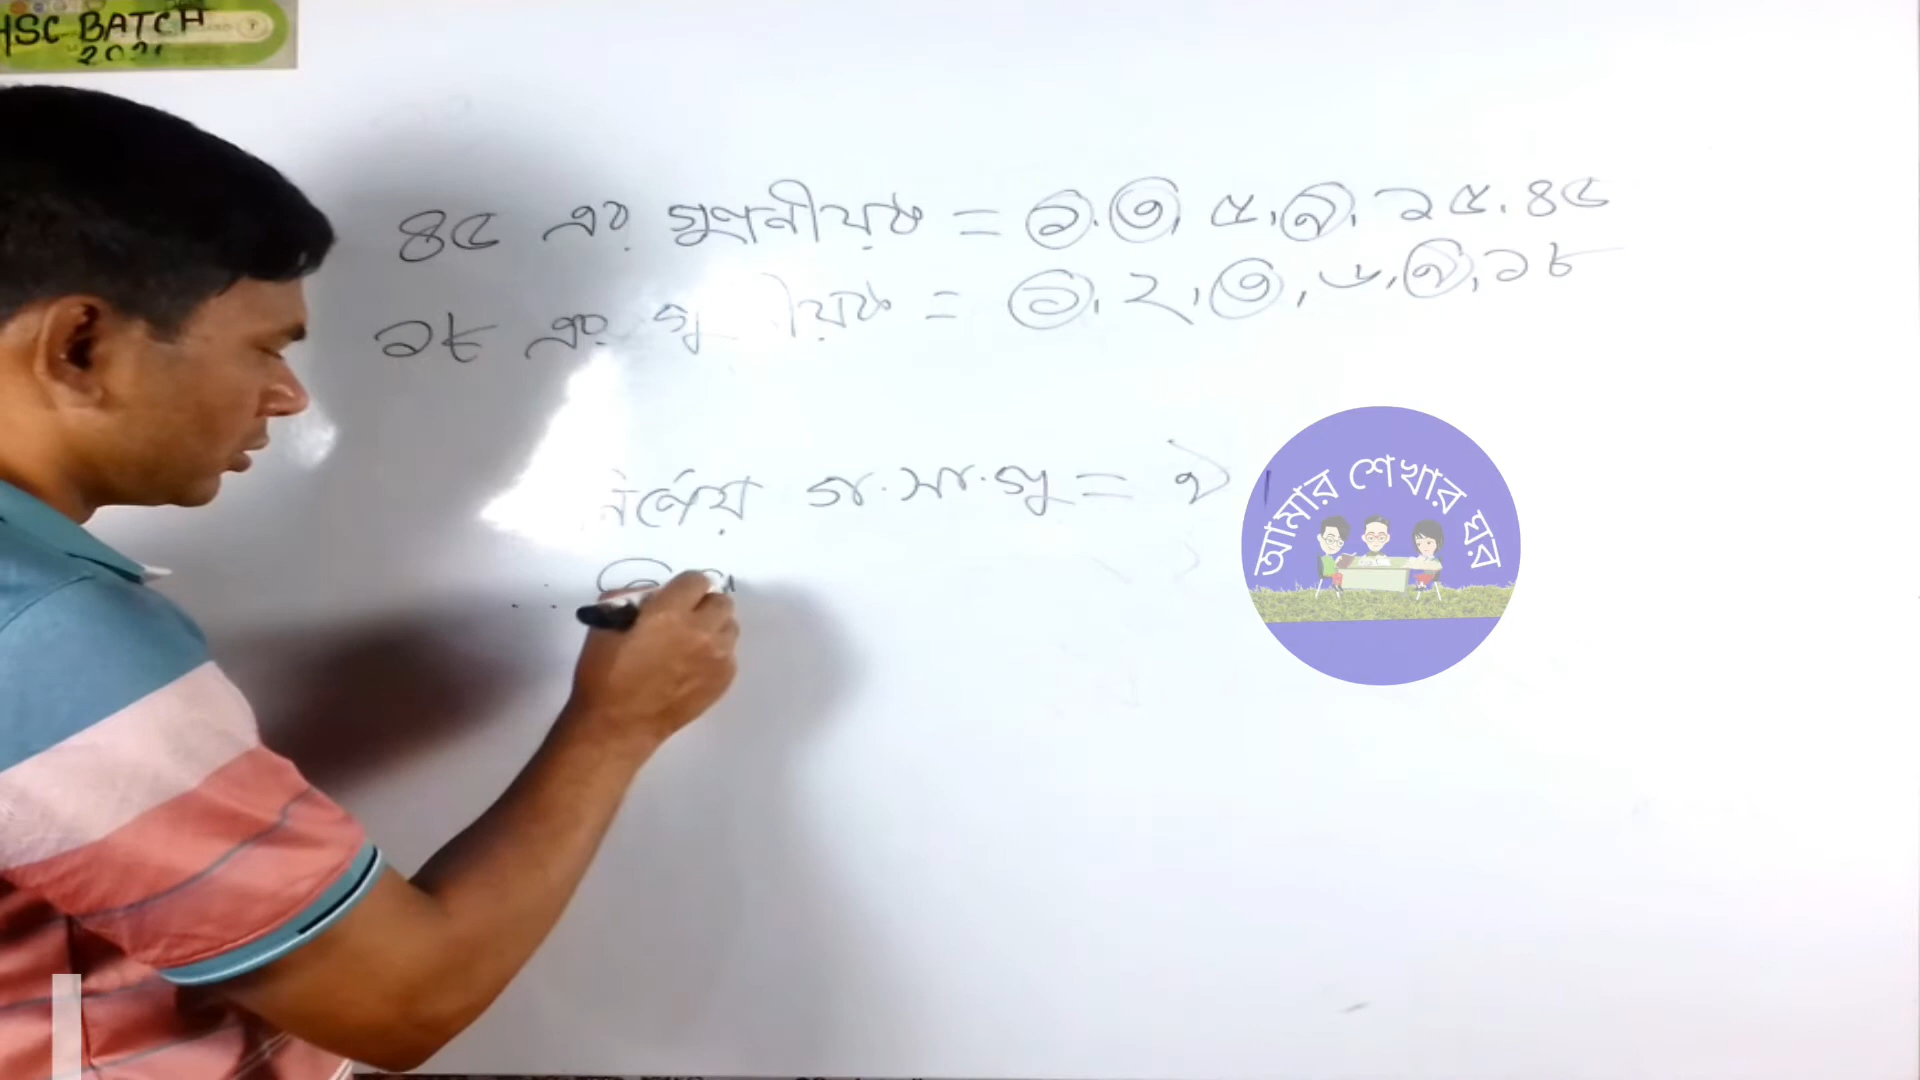 HSC BATCH
৪৫ এর গুণনীয়ক = ১, ৩, ৫, ৯, ১৫, ৪৫
১৮ এর গুণনীয়ক = ১, ২, ৩, ৬, ৯, ১৮
নির্ণেয় গ.সা.গু = ৯।
আমার শেখার ঘর